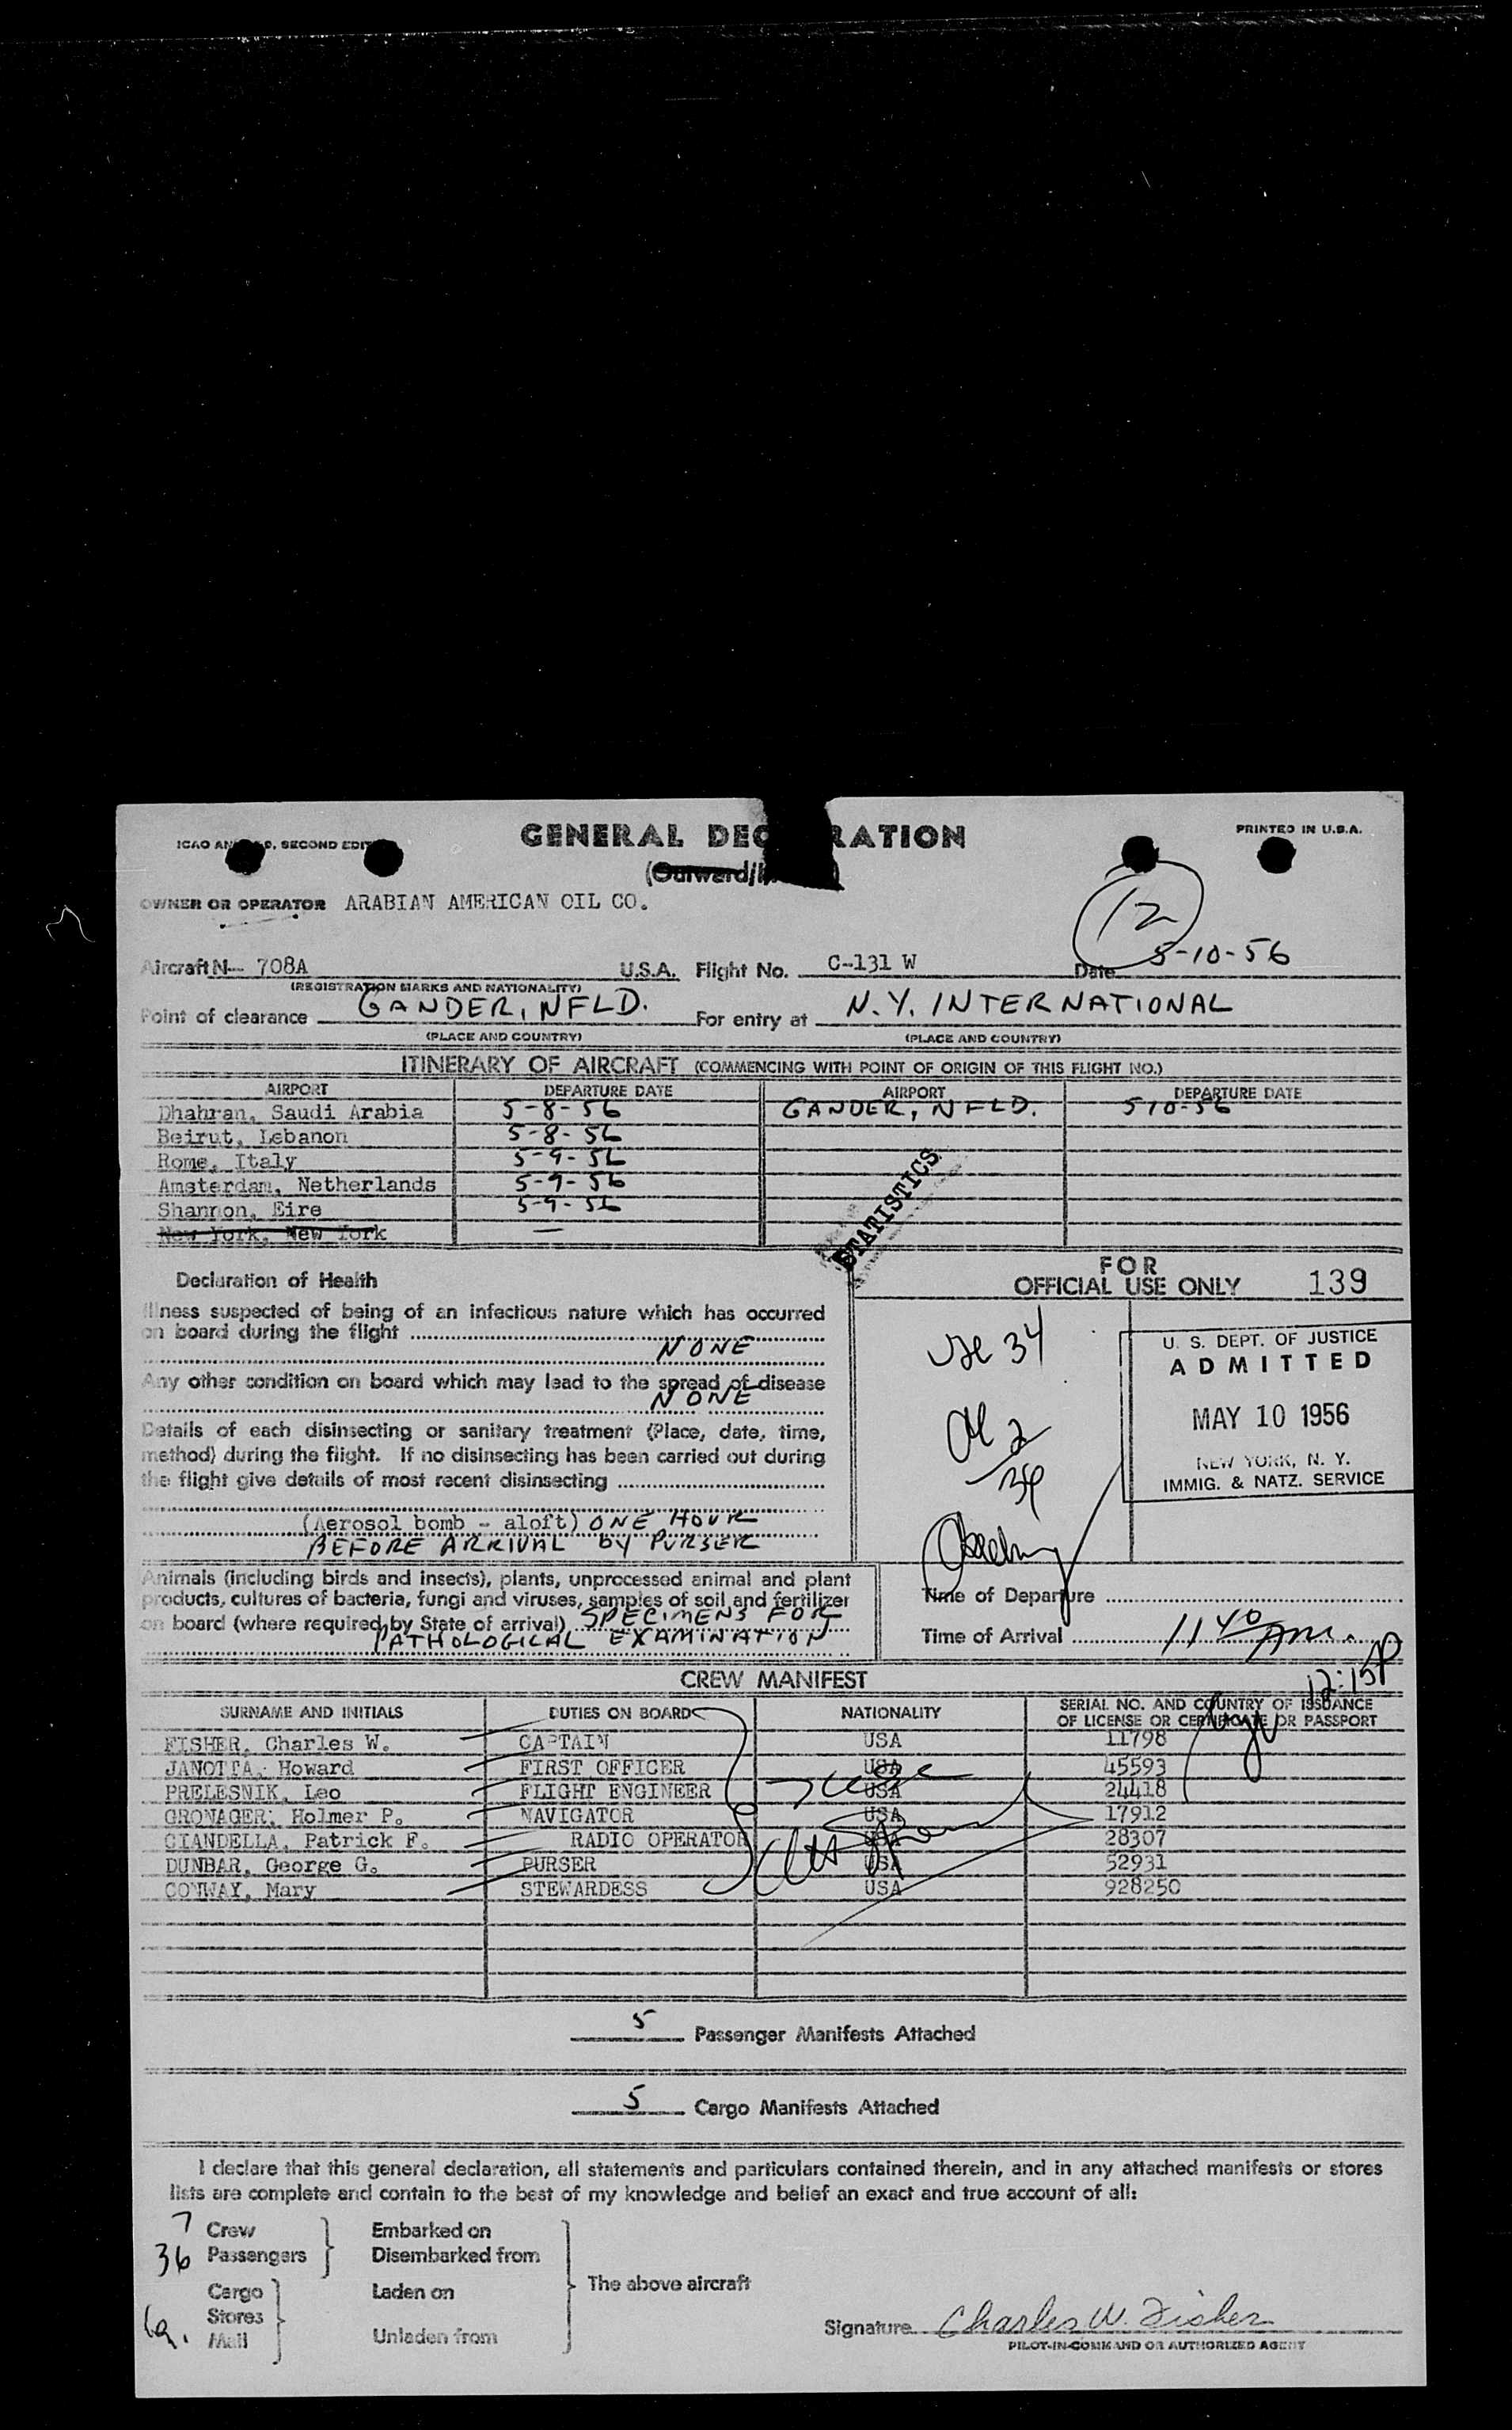 GENERAL DEC RATION
PRINTED IN U.S.A.
ICAO AN , SECOND EDIT
(Outward/
OWNER OR OPERATOR ARABIAN AMERICAN OIL CO.
12
Aircraft N— 708A U.S.A. Flight No. C-131 W Date 5-10-56
(REGISTRATION MARKS AND NATIONALITY)
Point of clearance GANDER, NFLD. For entry at N.Y. INTERNATIONAL
(PLACE AND COUNTRY) (PLACE AND COUNTRY)
ITINERARY OF AIRCRAFT (COMMENCING WITH POINT OF ORIGIN OF THIS FLIGHT NO.)
AIRPORT DEPARTURE DATE AIRPORT DEPARTURE DATE
Dhahran, Saudi Arabia 5-8-56 GANDER, NFLD. 5 10-56
Beirut, Lebanon 5-8-56
Rome, Italy 5-9-56
Amsterdam, Netherlands 5-9-56
Shannon, Eire 5-9-56
New York, New York —
STATISTICS
Declaration of Health
Illness suspected of being of an infectious nature which has occurred
on board during the flight
NONE
Any other condition on board which may lead to the spread of disease
NONE
Details of each disinsecting or sanitary treatment (Place, date, time,
method) during the flight. If no disinsecting has been carried out during
the flight give details of most recent disinsecting
(Aerosol bomb - aloft) ONE HOUR
BEFORE ARRIVAL BY PURSER
FOR
OFFICIAL USE ONLY 139
34
2
36
U. S. DEPT. OF JUSTICE
ADMITTED
MAY 10 1956
NEW YORK, N. Y.
IMMIG. & NATZ. SERVICE
Animals (including birds and insects), plants, unprocessed animal and plant
products, cultures of bacteria, fungi and viruses, samples of soil and fertilizer
on board (where required by State of arrival) SPECIMENS FOR
PATHOLOGICAL EXAMINATION
Time of Departure
Time of Arrival 11 40 AM.
12:15P
CREW MANIFEST
SURNAME AND INITIALS DUTIES ON BOARD NATIONALITY SERIAL NO. AND COUNTRY OF ISSUANCE
OF LICENSE OR CERTIFICATE OR PASSPORT
FISHER, Charles W. CAPTAIN USA 11798
JANOTTA, Howard FIRST OFFICER USA 45593
PRELESNIK, Leo FLIGHT ENGINEER USA 24418
GRONAGER, Holmer P. NAVIGATOR USA 17912
CIANDELLA, Patrick F. RADIO OPERATOR USA 28307
DUNBAR, George G. PURSER USA 52931
CONWAY, Mary STEWARDESS USA 928250
5 Passenger Manifests Attached
5 Cargo Manifests Attached
I declare that this general declaration, all statements and particulars contained therein, and in any attached manifests or stores
lists are complete and contain to the best of my knowledge and belief an exact and true account of all:
7 Crew Embarked on
36 Passengers Disembarked from
Cargo Laden on The above aircraft
Stores
Mail Unladen from
Signature Charles W. Fisher
PILOT-IN-COMMAND OR AUTHORIZED AGENT